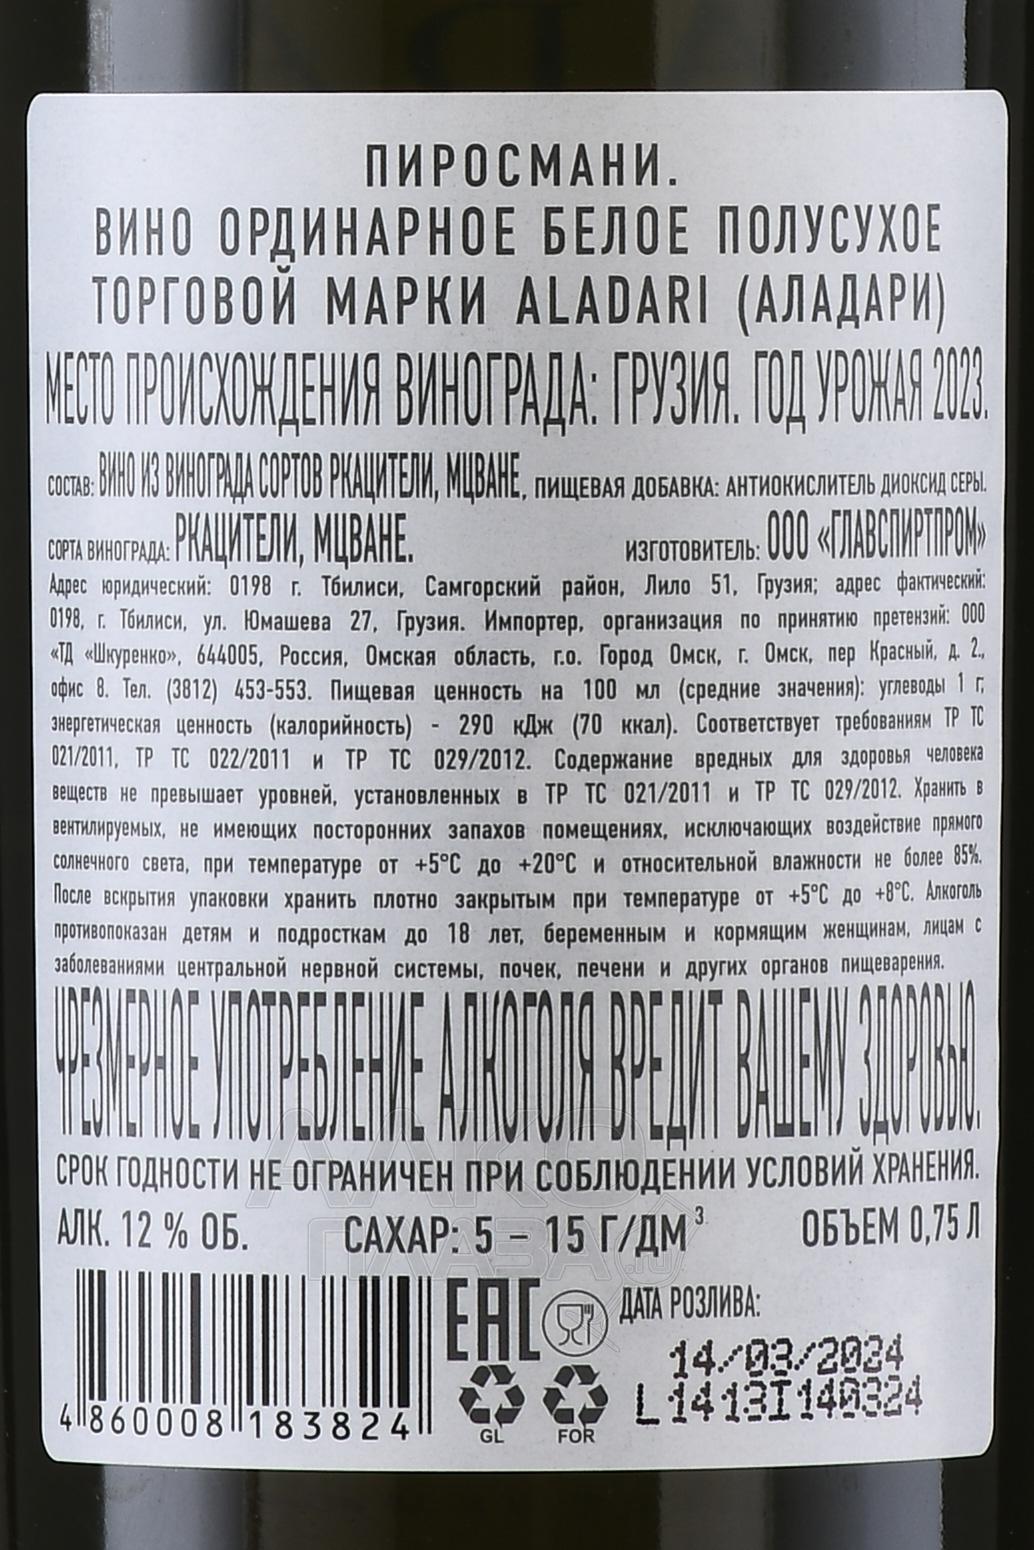 ПИРОСМАНИ.
ВИНО ОРДИНАРНОЕ БЕЛОЕ ПОЛУСУХОЕ
ТОРГОВОЙ МАРКИ ALADARI (АЛАДАРИ)
МЕСТО ПРОИСХОЖДЕНИЯ ВИНОГРАДА: ГРУЗИЯ. ГОД УРОЖАЯ 2023.
СОСТАВ: ВИНО ИЗ ВИНОГРАДА СОРТОВ РКАЦИТЕЛИ, МЦВАНЕ, ПИЩЕВАЯ ДОБАВКА: АНТИОКИСЛИТЕЛЬ ДИОКСИД СЕРЫ.
СОРТА ВИНОГРАДА: РКАЦИТЕЛИ, МЦВАНЕ. ИЗГОТОВИТЕЛЬ: ООО «ГЛАВСПИРТПРОМ»
Адрес юридический: 0198 г. Тбилиси, Самгорский район, Лило 51, Грузия; адрес фактический:
0198, г. Тбилиси, ул. Юмашева 27, Грузия. Импортер, организация по принятию претензий: ООО
«ТД «Шкуренко», 644005, Россия, Омская область, г.о. Город Омск, г. Омск, пер Красный, д. 2.,
офис 8. Тел. (3812) 453-553. Пищевая ценность на 100 мл (средние значения): углеводы 1 г;
энергетическая ценность (калорийность) - 290 кДж (70 ккал). Соответствует требованиям ТР ТС
021/2011, ТР ТС 022/2011 и ТР ТС 029/2012. Содержание вредных для здоровья человека
веществ не превышает уровней, установленных в ТР ТС 021/2011 и ТР ТС 029/2012. Хранить в
вентилируемых, не имеющих посторонних запахов помещениях, исключающих воздействие прямого
солнечного света, при температуре от +5°C до +20°C и относительной влажности не более 85%.
После вскрытия упаковки хранить плотно закрытым при температуре от +5°C до +8°C. Алкоголь
противопоказан детям и подросткам до 18 лет, беременным и кормящим женщинам, лицам с
заболеваниями центральной нервной системы, почек, печени и других органов пищеварения.
ЧРЕЗМЕРНОЕ УПОТРЕБЛЕНИЕ АЛКОГОЛЯ ВРЕДИТ ВАШЕМУ ЗДОРОВЬЮ.
СРОК ГОДНОСТИ НЕ ОГРАНИЧЕН ПРИ СОБЛЮДЕНИИ УСЛОВИЙ ХРАНЕНИЯ.
АЛК. 12 % ОБ. САХАР: 5 – 15 Г/ДМ³ ОБЪЕМ 0,75 Л
EAC ДАТА РОЗЛИВА:
14/03/2024
L1413I140324
GL FOR
4 860008 183824
АЛКО
ПЛАЗА.ru